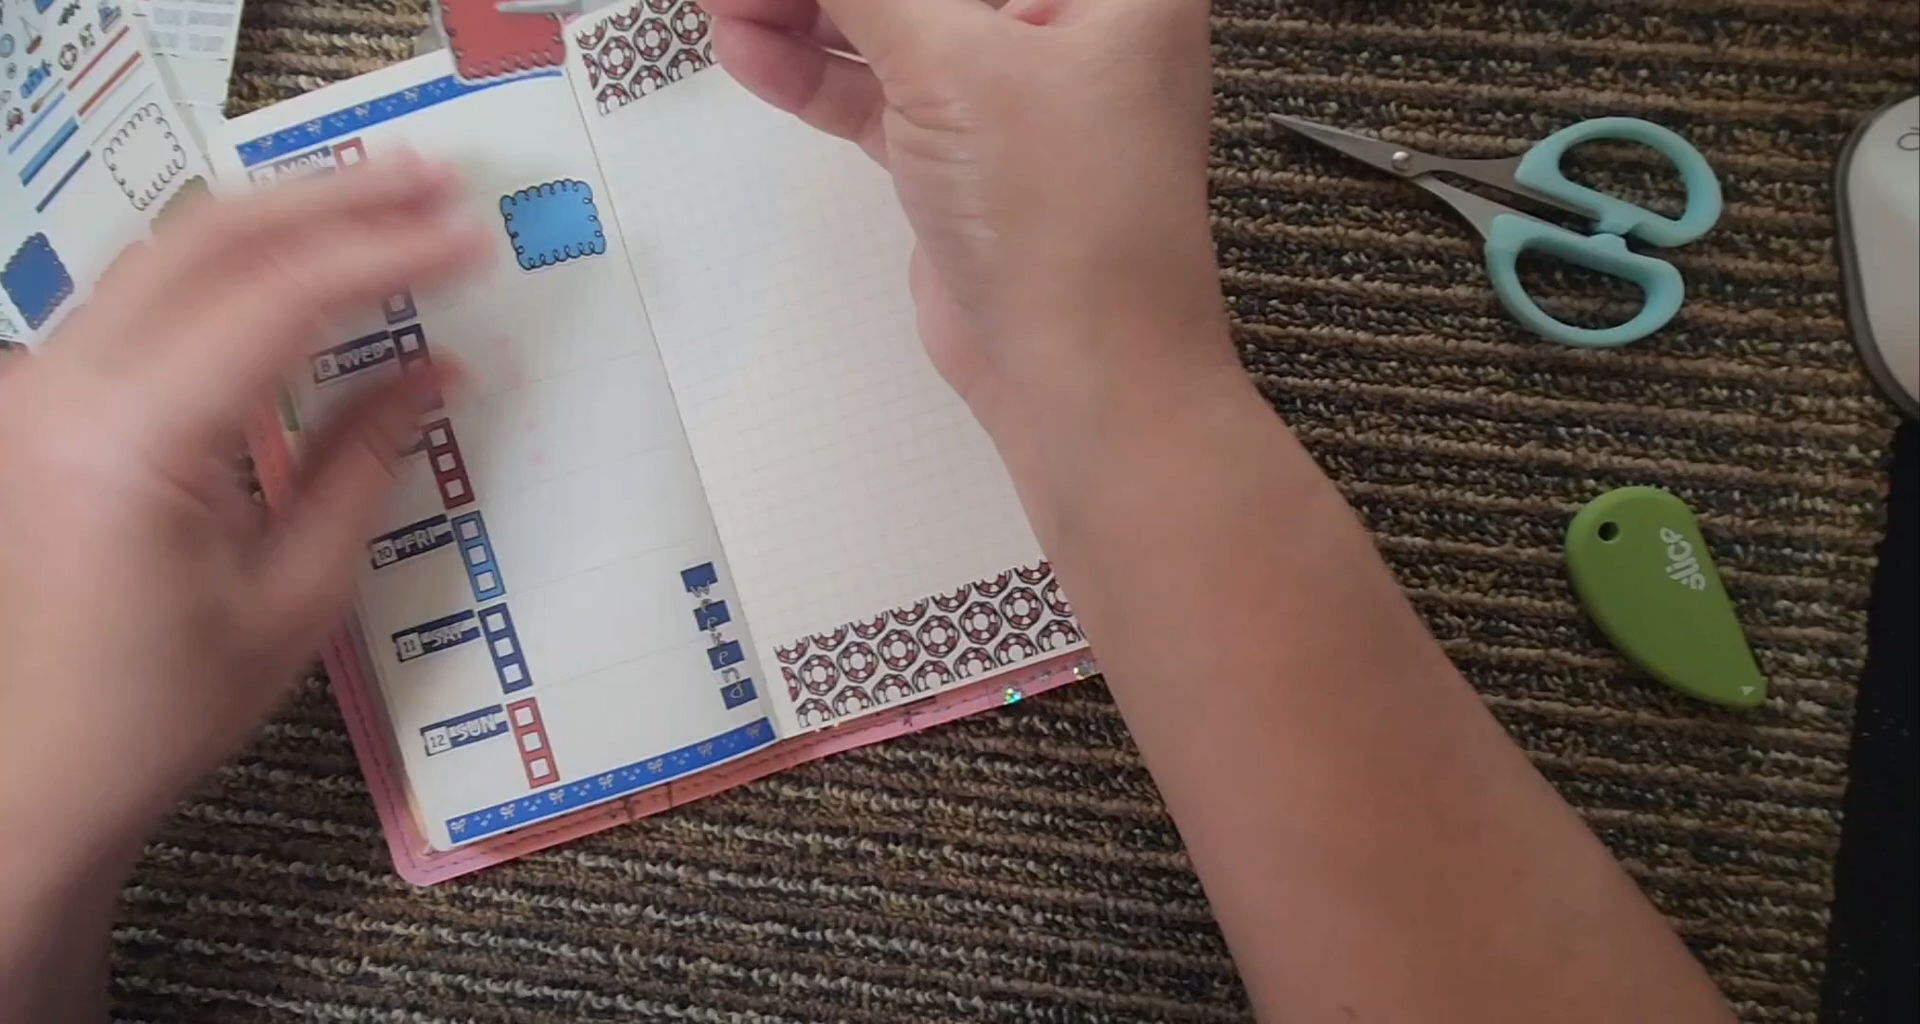 MON
8 WED
10 FRI
11 SAT
12 SUN
weekend
slice